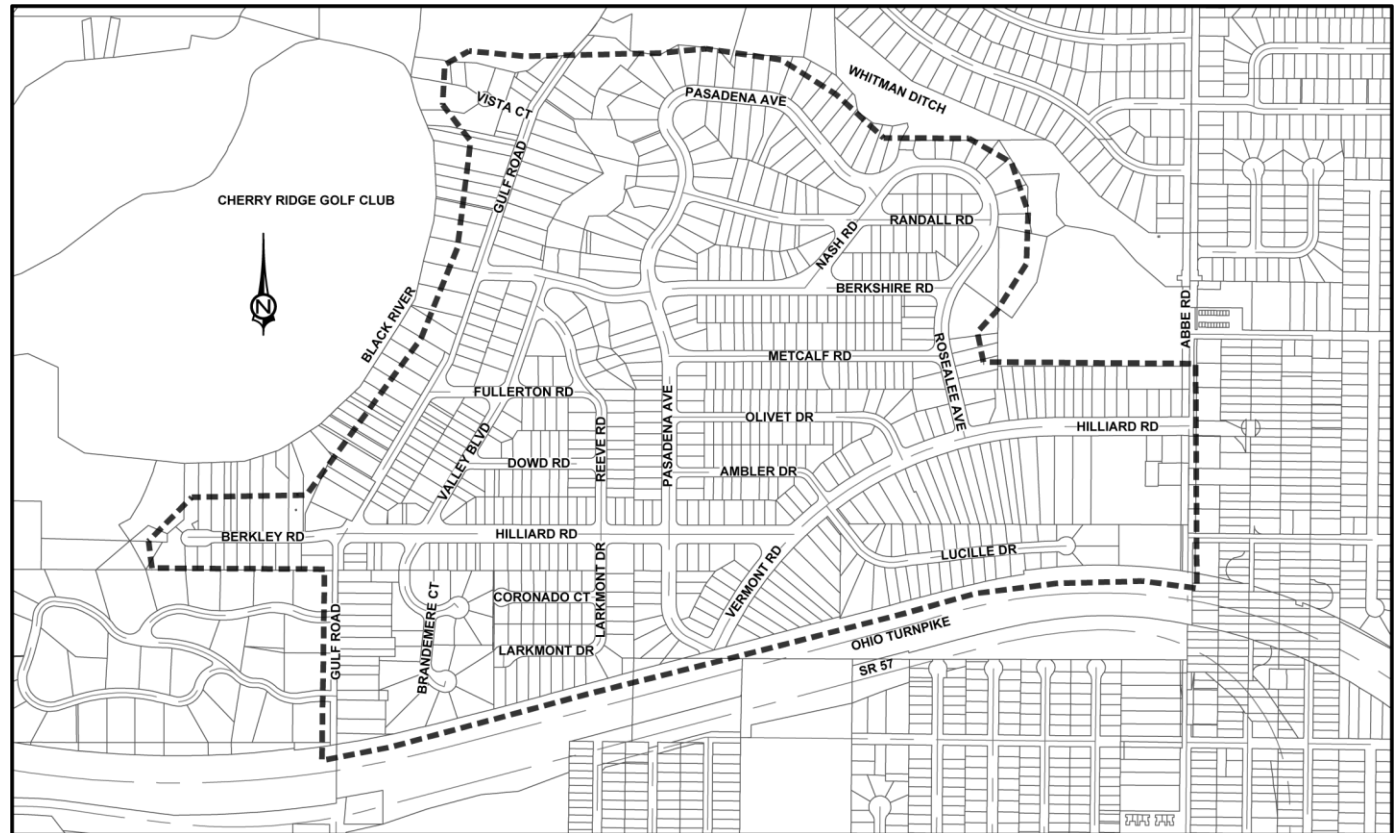 WHITMAN DITCH
PASADENA AVE
VISTA CT
GULF ROAD
CHERRY RIDGE GOLF CLUB
N
RANDALL RD
NASH RD
BERKSHIRE RD
BLACK RIVER
ABBE RD
METCALF RD
ROSEALEE AVE
FULLERTON RD
PASADENA AVE
OLIVET DR
HILLIARD RD
REEVE RD
VALLEY BLVD
DOWD RD
AMBLER DR
BERKLEY RD
HILLIARD RD
LUCILLE DR
LARKMONT DR
VERMONT RD
CORONADO CT
GULF ROAD
BRANDEMERE CT
LARKMONT DR
OHIO TURNPIKE
SR 57